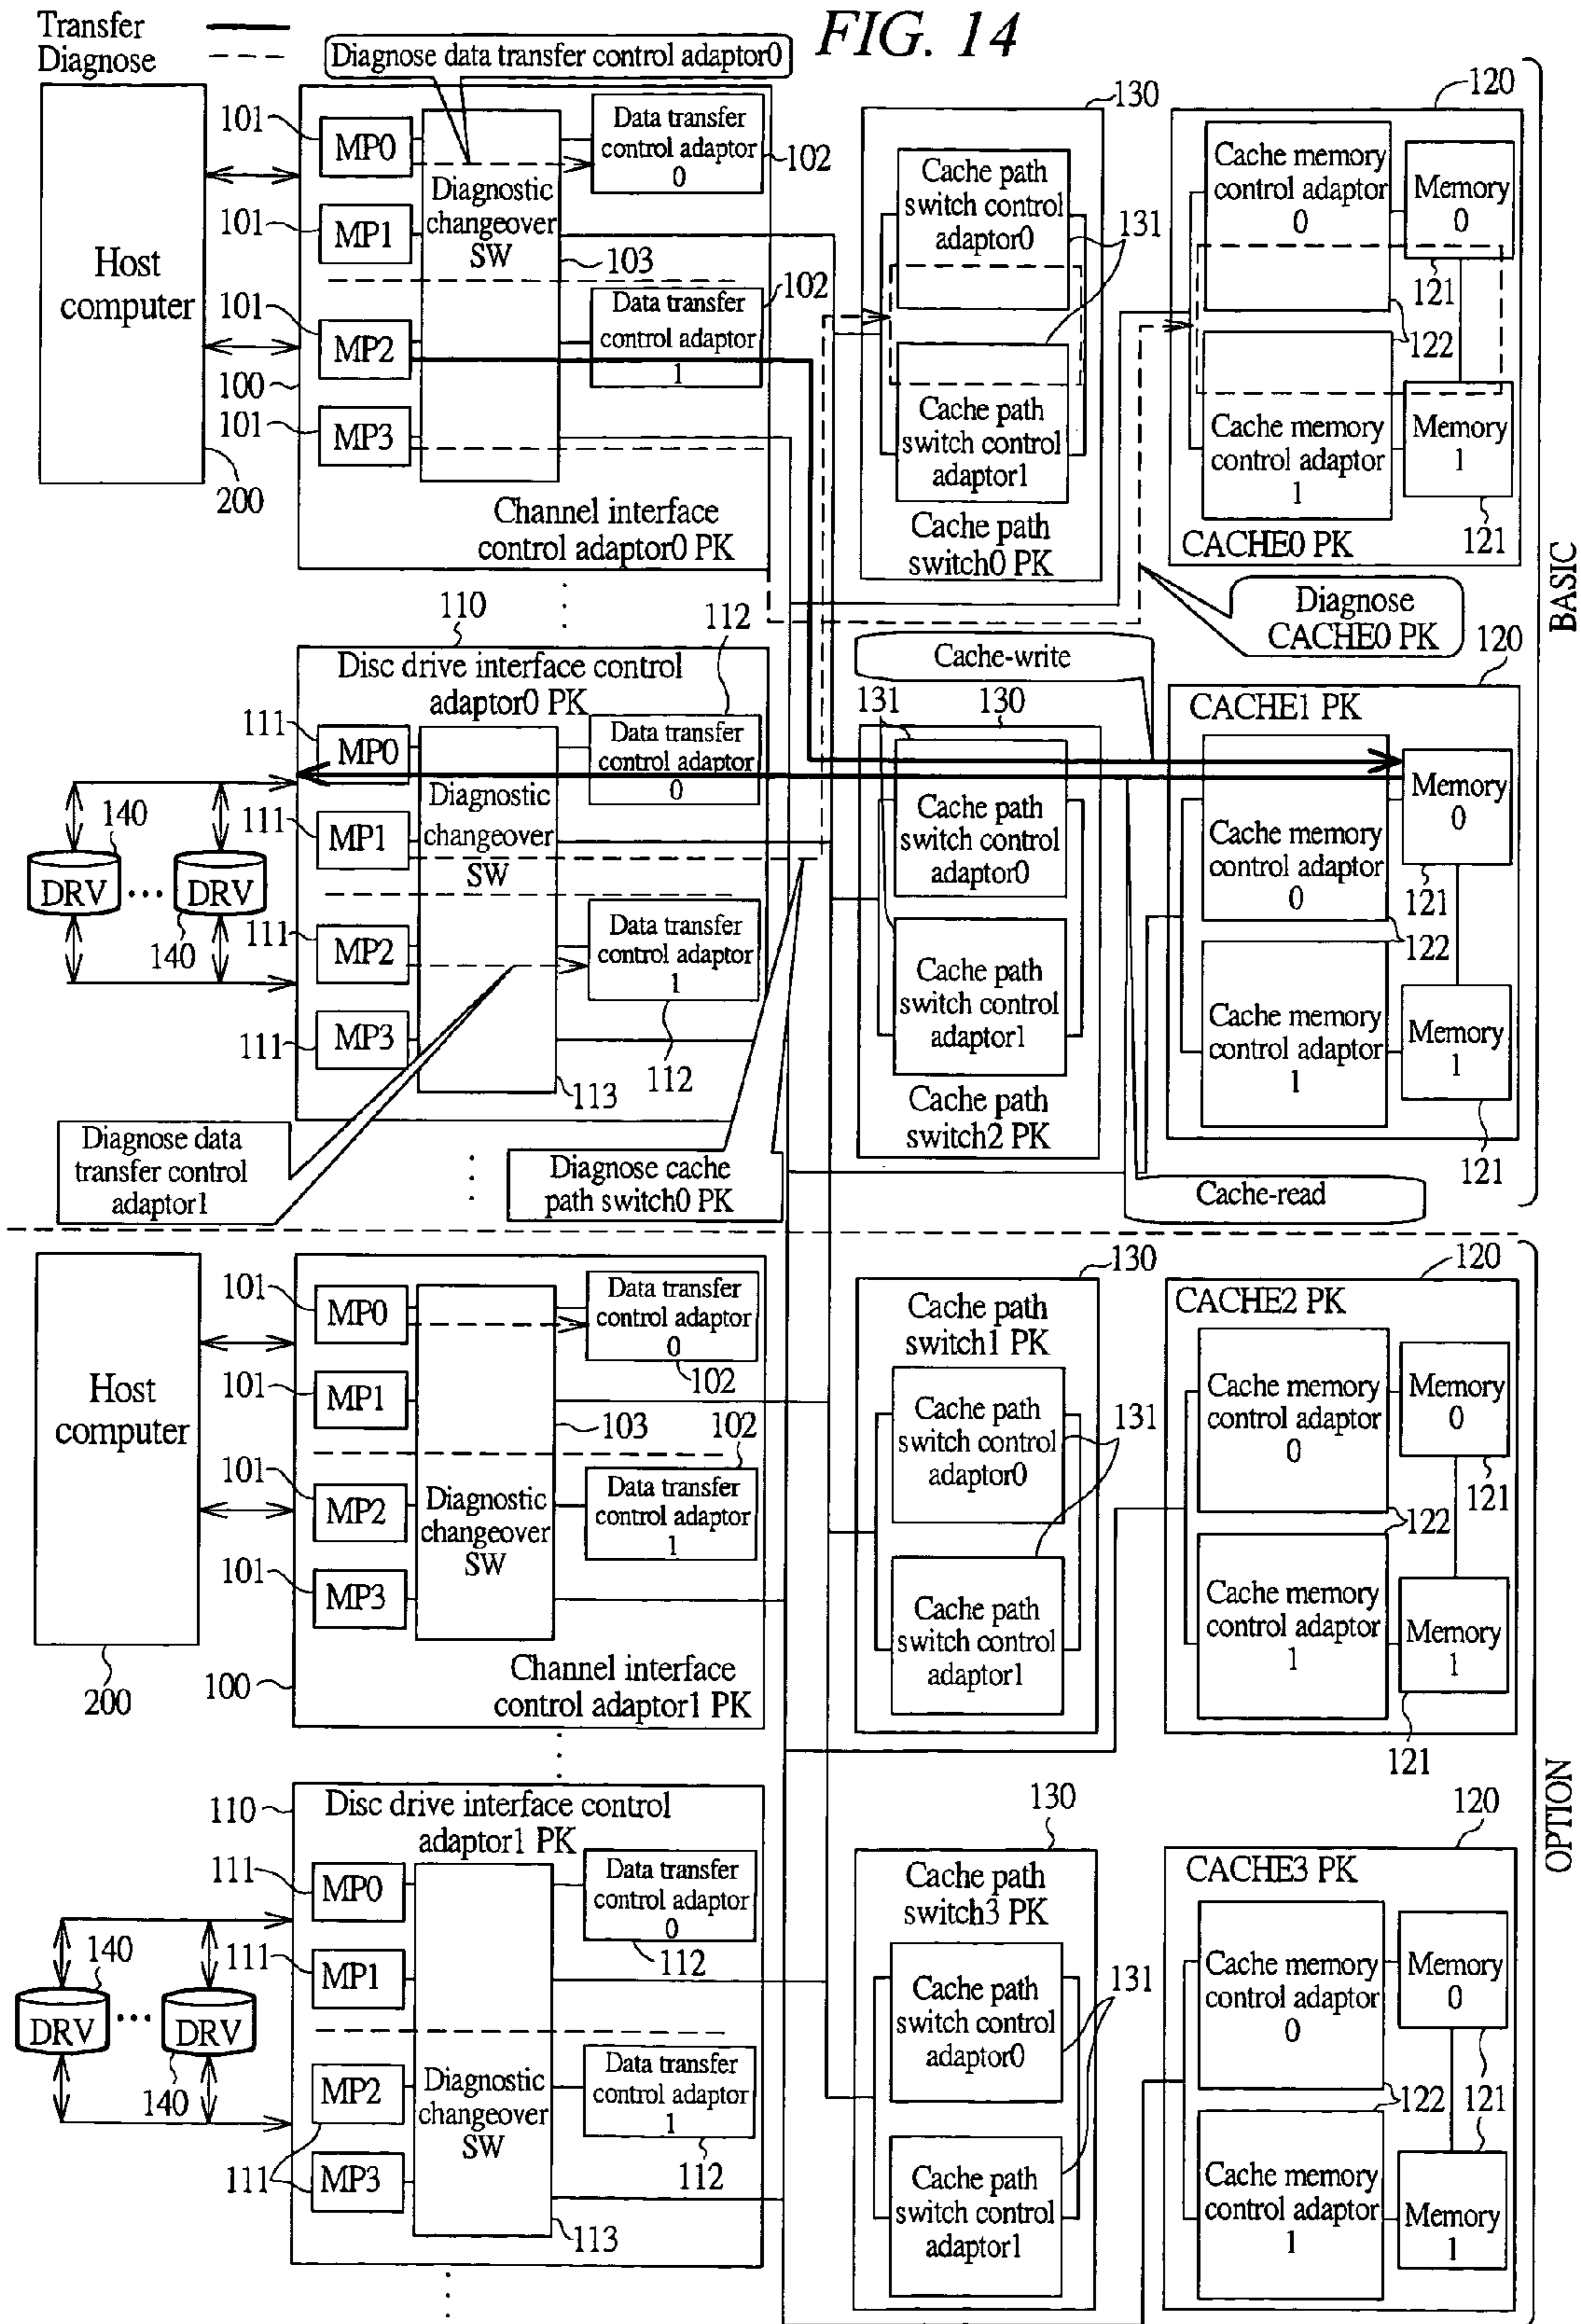 FIG. 14
Transfer
Diagnose
Diagnose data transfer control adaptor0
Host
computer
200
100
101
MP0
101
MP1
101
MP2
101
MP3
Diagnostic
changeover
SW
103
Data transfer
control adaptor
0
102
Data transfer
control adaptor
1
102
Channel interface
control adaptor0 PK
130
Cache path
switch control
adaptor0
131
Cache path
switch control
adaptor1
Cache path
switch0 PK
120
Cache memory
control adaptor
0
Memory
0
121
122
Cache memory
control adaptor
1
Memory
1
121
CACHE0 PK
Diagnose
CACHE0 PK
BASIC
110
Disc drive interface control
adaptor0 PK
112
111
MP0
111
MP1
111
MP2
111
MP3
Diagnostic
changeover
SW
113
Data transfer
control adaptor
0
Data transfer
control adaptor
1
112
140
DRV
...
DRV
140
Diagnose data
transfer control
adaptor1
Diagnose cache
path switch0 PK
Cache-write
131
130
Cache path
switch control
adaptor0
Cache path
switch control
adaptor1
Cache path
switch2 PK
120
CACHE1 PK
Cache memory
control adaptor
0
Memory
0
121
122
Cache memory
control adaptor
1
Memory
1
121
Cache-read
Host
computer
200
100
101
MP0
101
MP1
101
MP2
101
MP3
Diagnostic
changeover
SW
103
Data transfer
control adaptor
0
102
102
Data transfer
control adaptor
1
Channel interface
control adaptor1 PK
130
Cache path
switch1 PK
Cache path
switch control
adaptor0
131
Cache path
switch control
adaptor1
120
CACHE2 PK
Cache memory
control adaptor
0
Memory
0
121
122
Cache memory
control adaptor
1
Memory
1
121
OPTION
110
Disc drive interface control
adaptor1 PK
111
MP0
111
MP1
MP2
111
MP3
Diagnostic
changeover
SW
113
Data transfer
control adaptor
0
112
Data transfer
control adaptor
1
112
140
DRV
...
DRV
140
130
Cache path
switch3 PK
Cache path
switch control
adaptor0
131
Cache path
switch control
adaptor1
120
CACHE3 PK
Cache memory
control adaptor
0
Memory
0
122
121
Cache memory
control adaptor
1
Memory
1